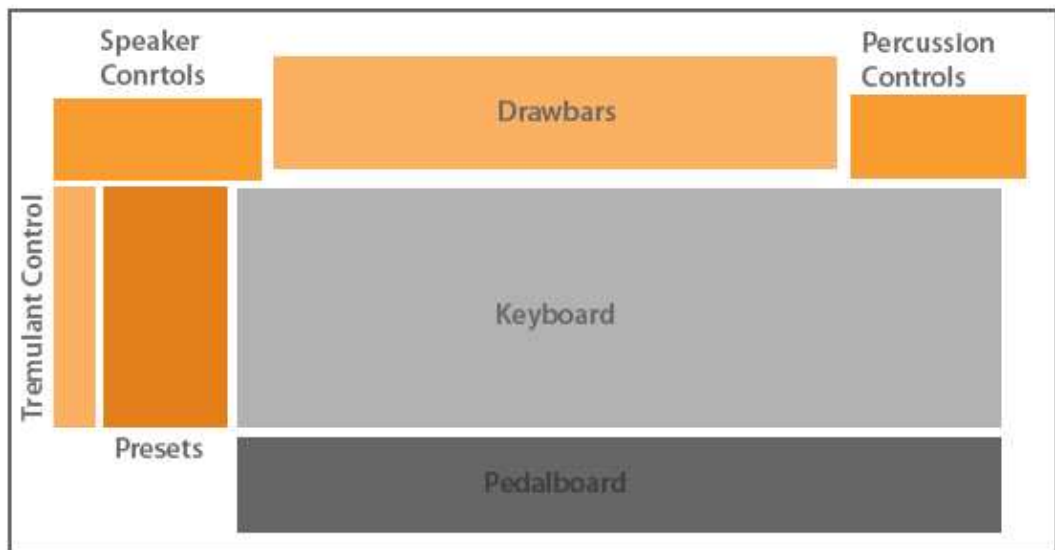 Speaker
Conrtols
Percussion
Controls
Drawbars
Tremulant Control
Keyboard
Presets
Pedalboard